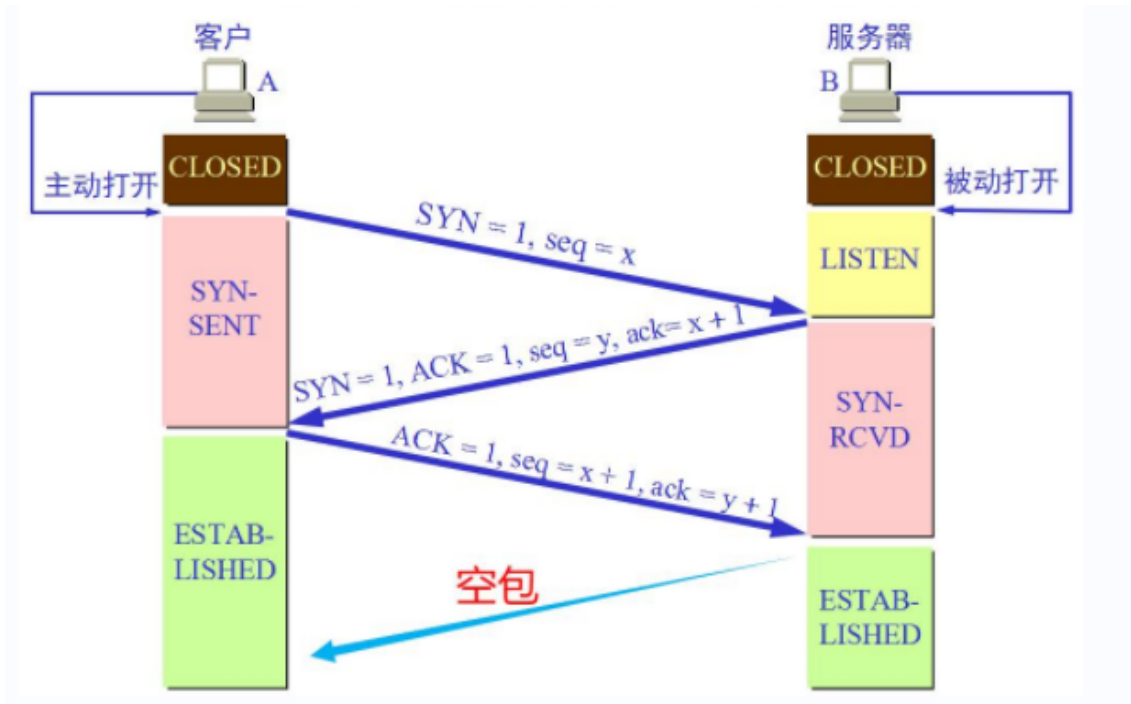 客户
服务器
A
B
CLOSED
CLOSED
主动打开
被动打开
SYN = 1, seq = x
LISTEN
SYN-
SENT
SYN = 1, ACK = 1, seq = y, ack= x + 1
SYN-
RCVD
ACK = 1, seq = x + 1, ack = y + 1
ESTAB-
LISHED
空包
ESTAB-
LISHED